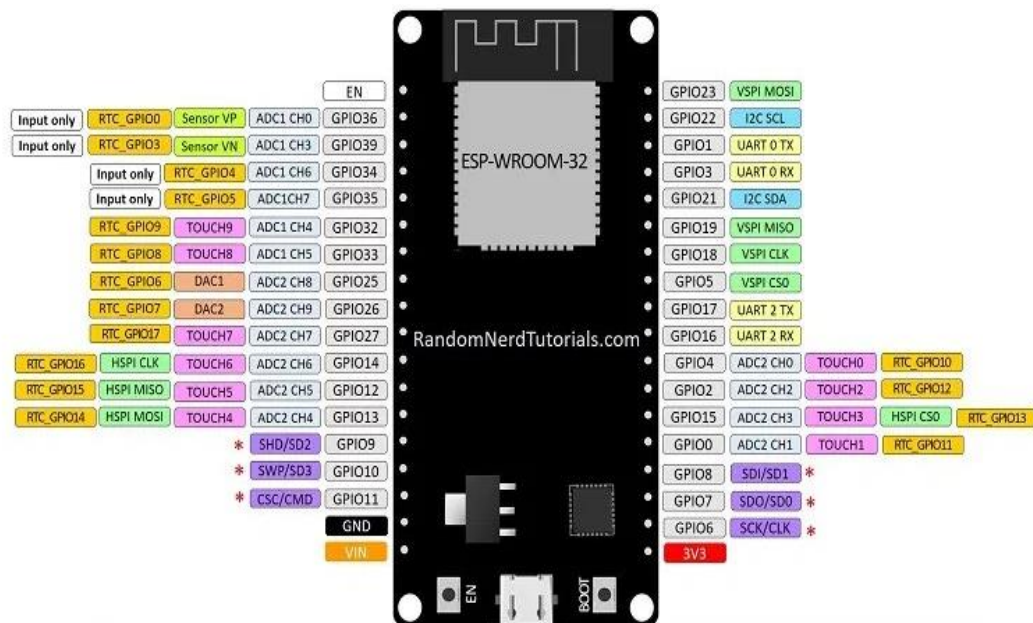 EN GPIO23 VSPI MOSI
Input only RTC_GPIO0 Sensor VP ADC1 CH0 GPIO36 GPIO22 I2C SCL
Input only RTC_GPIO3 Sensor VN ADC1 CH3 GPIO39 GPIO1 UART 0 TX
Input only RTC_GPIO4 ADC1 CH6 GPIO34 ESP-WROOM-32 GPIO3 UART 0 RX
Input only RTC_GPIO5 ADC1CH7 GPIO35 GPIO21 I2C SDA
RTC_GPIO9 TOUCH9 ADC1 CH4 GPIO32 GPIO19 VSPI MISO
RTC_GPIO8 TOUCH8 ADC1 CH5 GPIO33 GPIO18 VSPI CLK
RTC_GPIO6 DAC1 ADC2 CH8 GPIO25 GPIO5 VSPI CS0
RTC_GPIO7 DAC2 ADC2 CH9 GPIO26 GPIO17 UART 2 TX
RTC_GPIO17 TOUCH7 ADC2 CH7 GPIO27 RandomNerdTutorials.com GPIO16 UART 2 RX
RTC_GPIO16 HSPI CLK TOUCH6 ADC2 CH6 GPIO14 GPIO4 ADC2 CH0 TOUCH0 RTC_GPIO10
RTC_GPIO15 HSPI MISO TOUCH5 ADC2 CH5 GPIO12 GPIO2 ADC2 CH2 TOUCH2 RTC_GPIO12
RTC_GPIO14 HSPI MOSI TOUCH4 ADC2 CH4 GPIO13 GPIO15 ADC2 CH3 TOUCH3 HSPI CS0 RTC_GPIO13
* SHD/SD2 GPIO9 GPIO0 ADC2 CH1 TOUCH1 RTC_GPIO11
* SWP/SD3 GPIO10 GPIO8 SDI/SD1 *
* CSC/CMD GPIO11 GPIO7 SDO/SD0 *
GND GPIO6 SCK/CLK *
VIN 3V3
EN BOOT